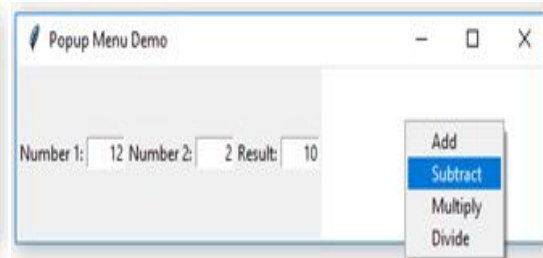 Popup Menu Demo
Number 1: 12 Number 2: 2 Result: 10
Add
Subtract
Multiply
Divide